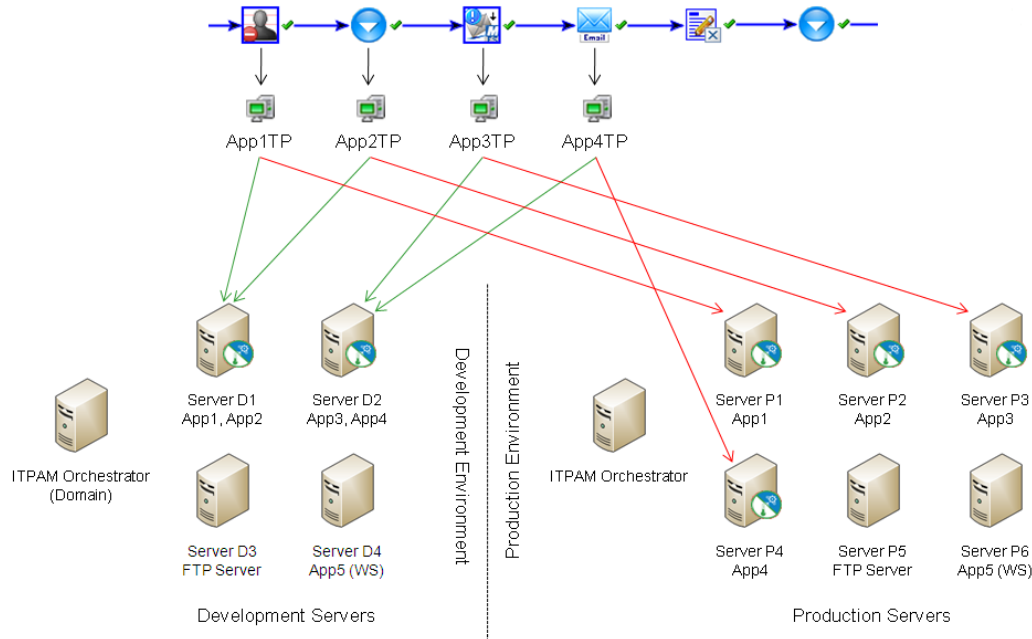 Email
App1TP
App2TP
App3TP
App4TP
Development Environment
Production Environment
Server D1
App1, App2
Server D2
App3, App4
Server P1
App1
Server P2
App2
Server P3
App3
ITPAM Orchestrator
(Domain)
ITPAM Orchestrator
Server D3
FTP Server
Server D4
App5 (WS)
Server P4
App4
Server P5
FTP Server
Server P6
App5 (WS)
Development Servers
Production Servers